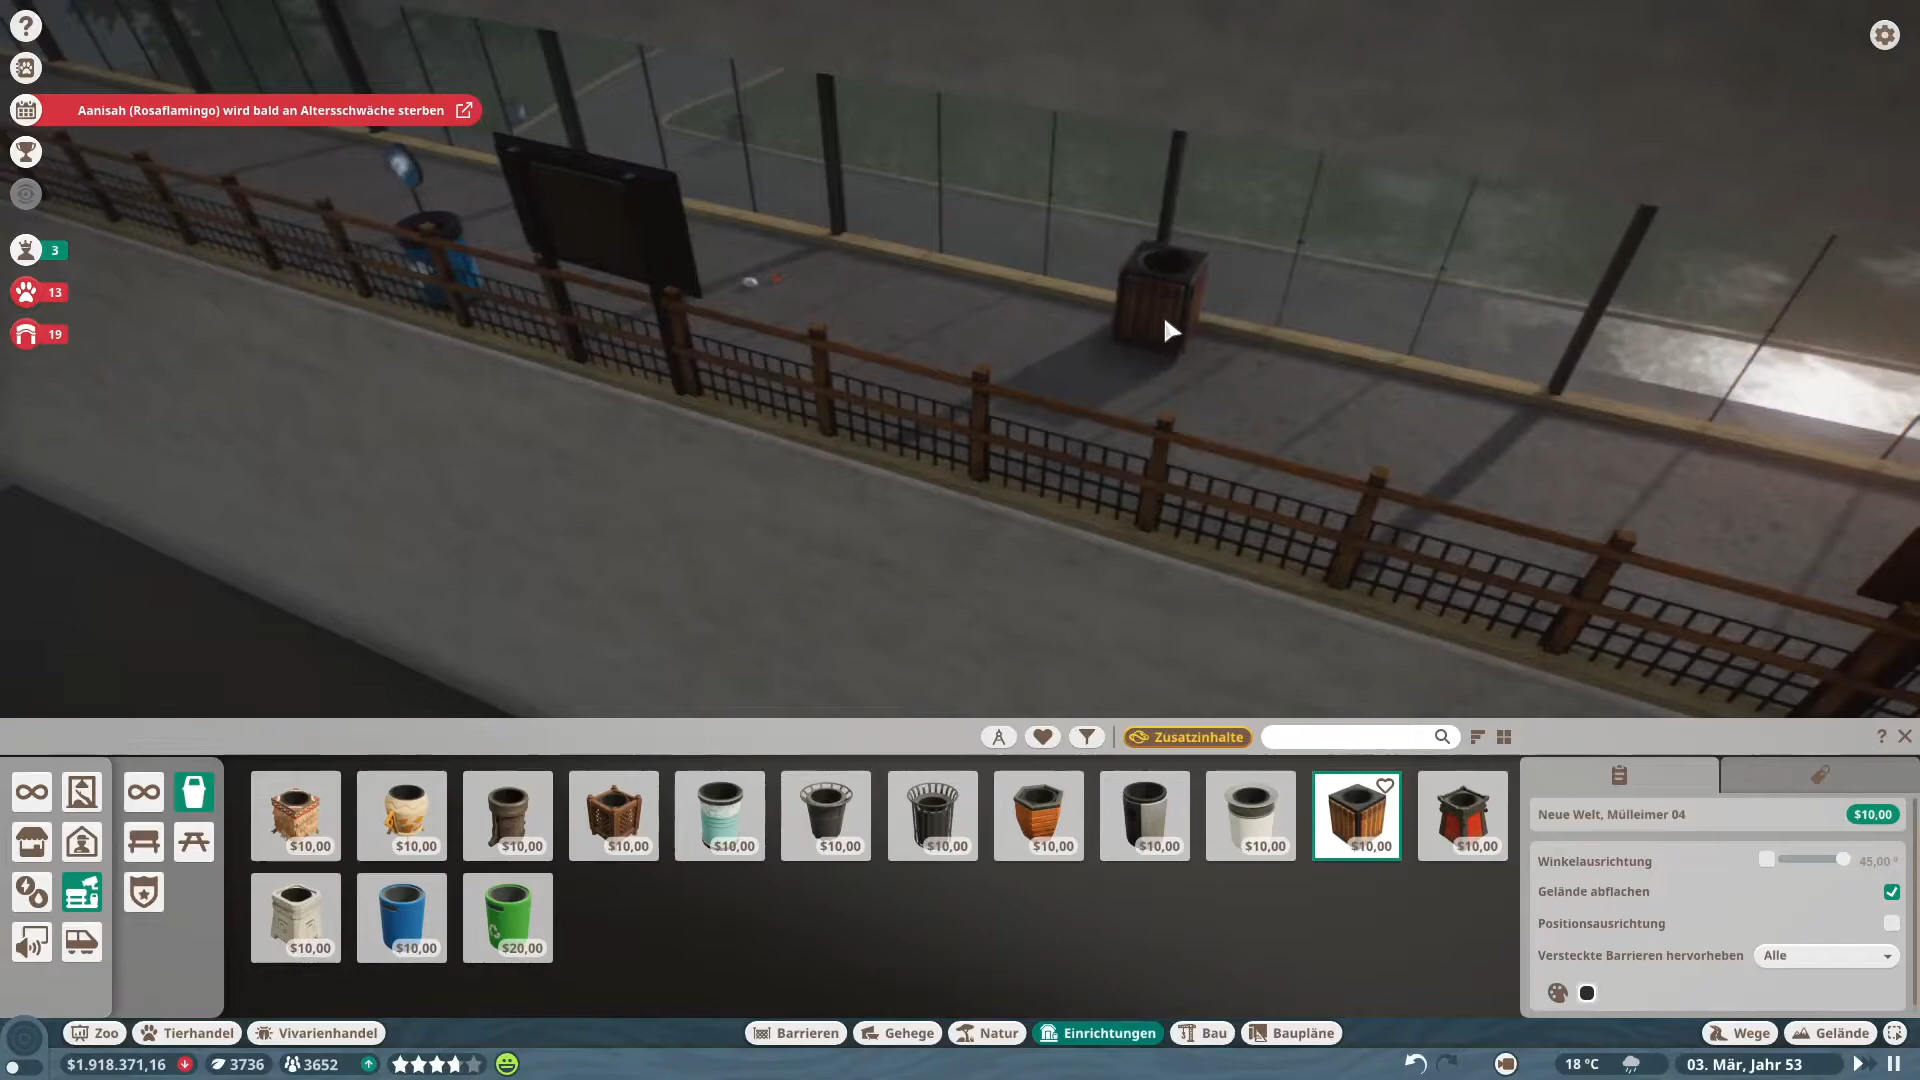 ?
Aanisah (Rosaflamingo) wird bald an Altersschwäche sterben
3
13
19
Zusatzinhalte
?
$10,00 $10,00 $10,00 $10,00 $10,00 $10,00 $10,00 $10,00 $10,00 $10,00 $10,00 $10,00
$10,00 $10,00 $20,00
Neue Welt, Mülleimer 04 $10,00
Winkelausrichtung 45,00 °
Gelände abflachen
Positionsausrichtung
Versteckte Barrieren hervorheben Alle
Zoo Tierhandel Vivarienhandel Barrieren Gehege Natur Einrichtungen Bau Baupläne Wege Gelände
$1.918.371,16 3736 3652 18 °C 03. Mär, Jahr 53